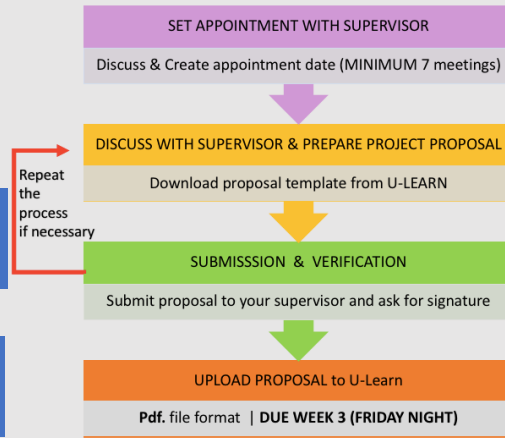 SET APPOINTMENT WITH SUPERVISOR
Discuss & Create appointment date (MINIMUM 7 meetings)
DISCUSS WITH SUPERVISOR & PREPARE PROJECT PROPOSAL
Download proposal template from U-LEARN
Repeat
the
process
if necessary
SUBMISSSION & VERIFICATION
Submit proposal to your supervisor and ask for signature
UPLOAD PROPOSAL to U-Learn
Pdf. file format | DUE WEEK 3 (FRIDAY NIGHT)